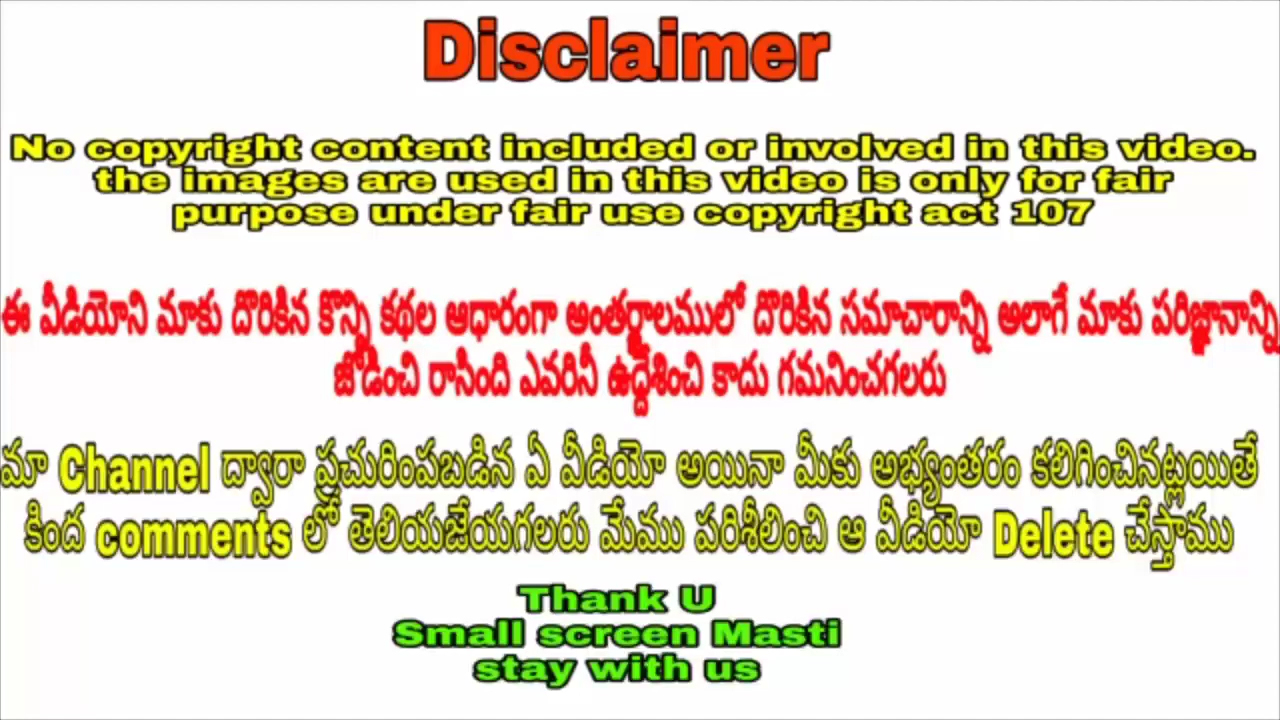 Disclaimer
No copyright content included or involved in this video.
the images are used in this video is only for fair
purpose under fair use copyright act 107
ఈ వీడియోని మాకు దొరికిన కొన్ని కథల ఆధారంగా అంతర్జాలములో దొరికిన సమాచారాన్ని అలాగే మాకు పరిజ్ఞానాన్ని
జోడించి రాసింది ఎవరినీ ఉద్దేశించి కాదు గమనించగలరు
మా Channel ద్వారా ప్రచురింపబడిన ఏ వీడియో అయినా మీకు అభ్యంతరం కలిగించినట్లయితే
కింద comments లో తెలియజేయగలరు మేము పరిశీలించి ఆ వీడియో Delete చేస్తాము
Thank U
Small screen Masti
stay with us